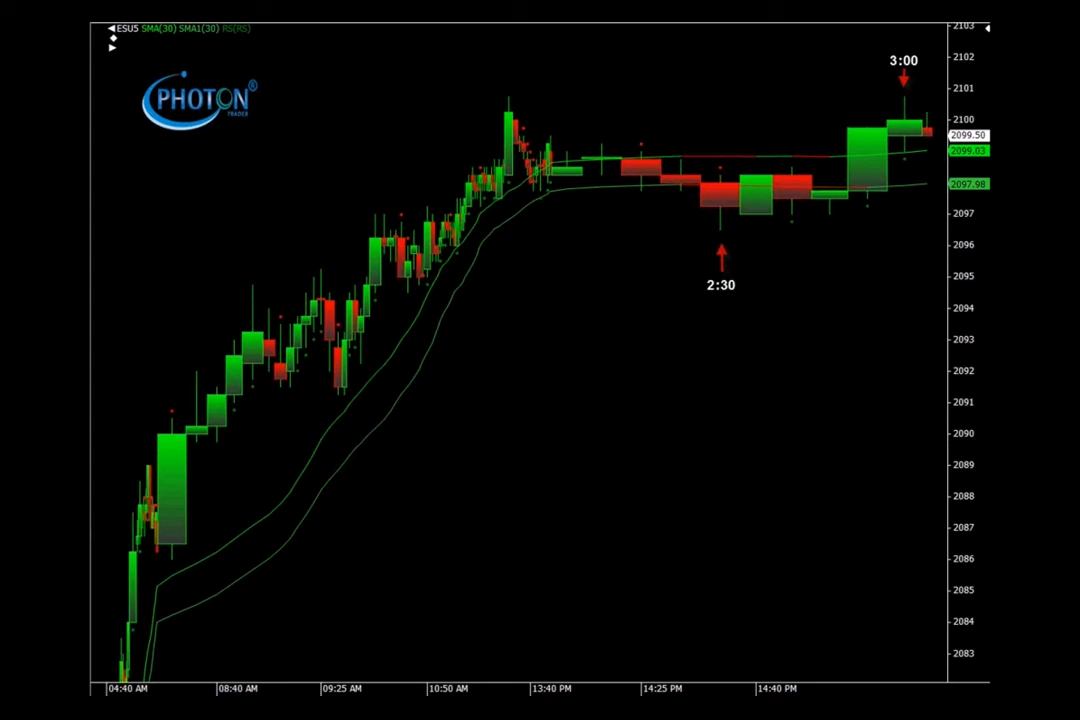 ESU5 SMA(30) SMA1(30) RS(RS)
PHOTON®
TRADER
3:00
2:30
2103
2102
2101
2100
2099.50
2099.03
2097.98
2097
2096
2095
2094
2093
2092
2091
2090
2089
2088
2087
2086
2085
2084
2083
04:40 AM
08:40 AM
09:25 AM
10:50 AM
13:40 PM
14:25 PM
14:40 PM